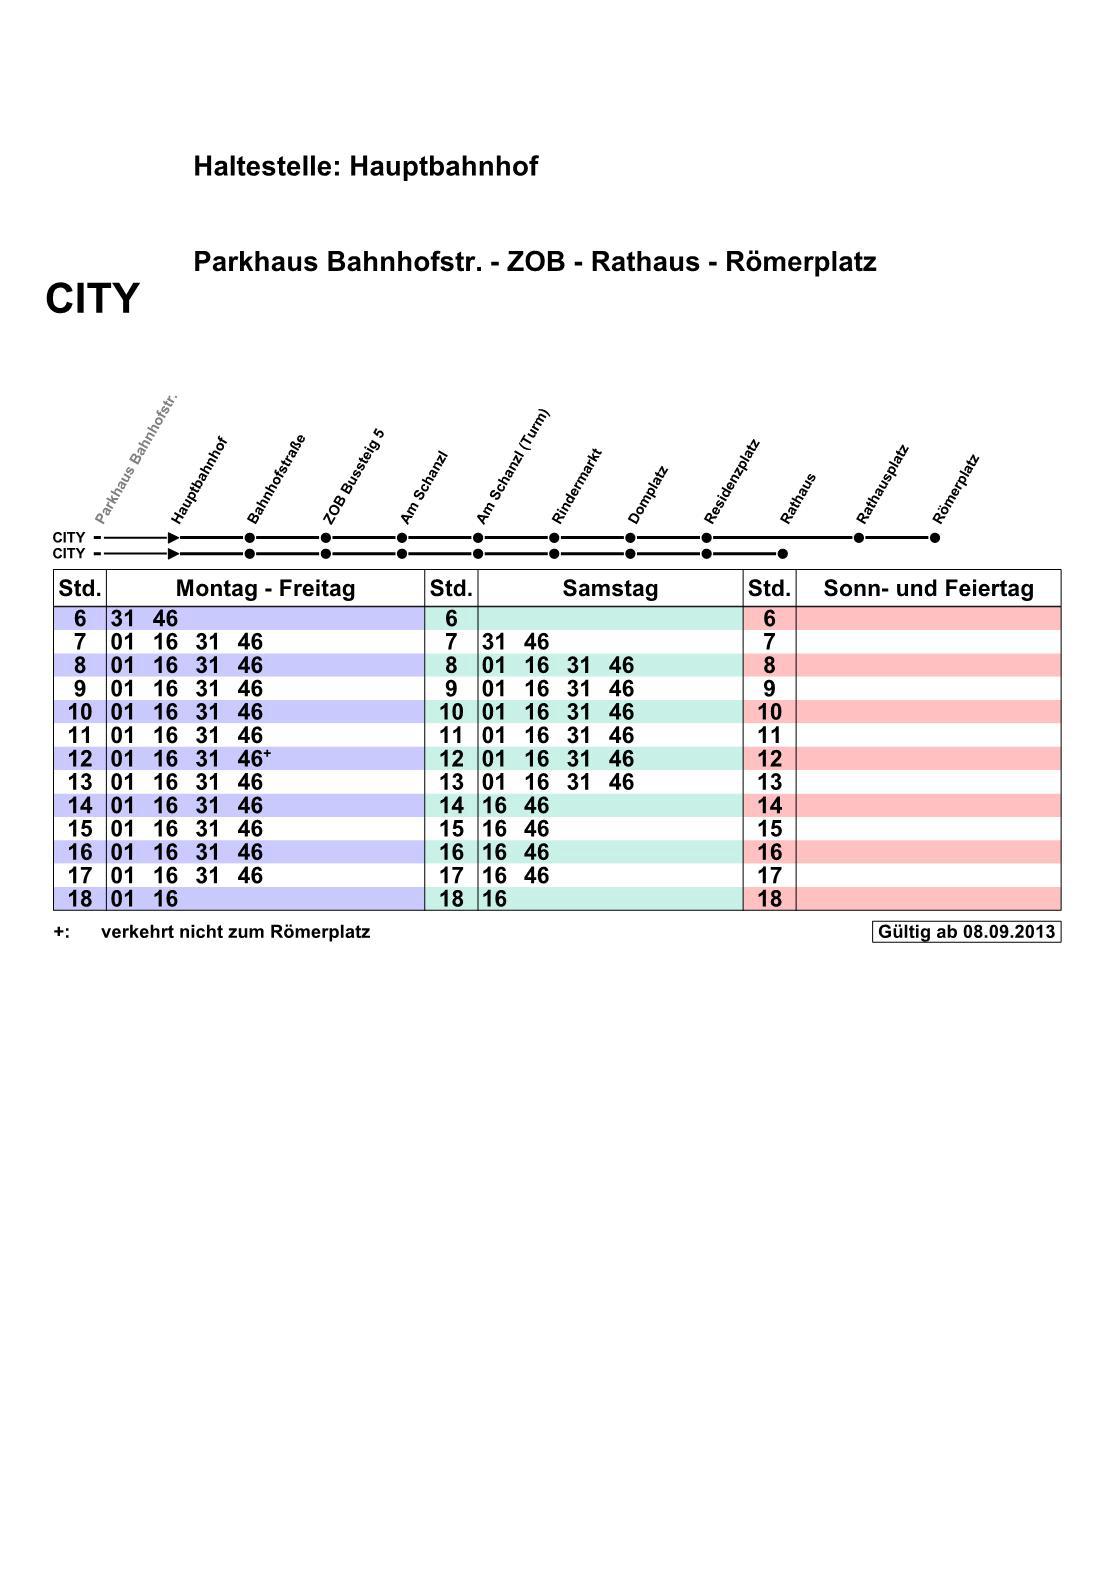 Haltestelle: Hauptbahnhof
Parkhaus Bahnhofstr. - ZOB - Rathaus - Römerplatz
CITY
Parkhaus Bahnhofstr.
Hauptbahnhof
Bahnhofstraße
ZOB Bussteig 5
Am Schanzl
Am Schanzl (Turm)
Rindermarkt
Domplatz
Residenzplatz
Rathaus
Rathausplatz
Römerplatz
CITY
CITY
Std. Montag - Freitag Std. Samstag Std. Sonn- und Feiertag
6 31 46 6 6
7 01 16 31 46 7 31 46 7
8 01 16 31 46 8 01 16 31 46 8
9 01 16 31 46 9 01 16 31 46 9
10 01 16 31 46 10 01 16 31 46 10
11 01 16 31 46 11 01 16 31 46 11
12 01 16 31 46+ 12 01 16 31 46 12
13 01 16 31 46 13 01 16 31 46 13
14 01 16 31 46 14 16 46 14
15 01 16 31 46 15 16 46 15
16 01 16 31 46 16 16 46 16
17 01 16 31 46 17 16 46 17
18 01 16 18 16 18
+: verkehrt nicht zum Römerplatz
Gültig ab 08.09.2013